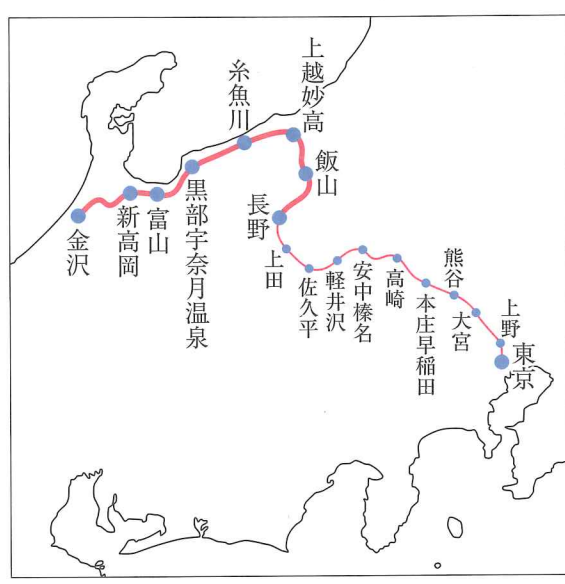 金沢
新高岡
富山
黒部宇奈月温泉
糸魚川
上越妙高
飯山
長野
上田
佐久平
軽井沢
安中榛名
高崎
本庄早稲田
熊谷
大宮
上野
東京